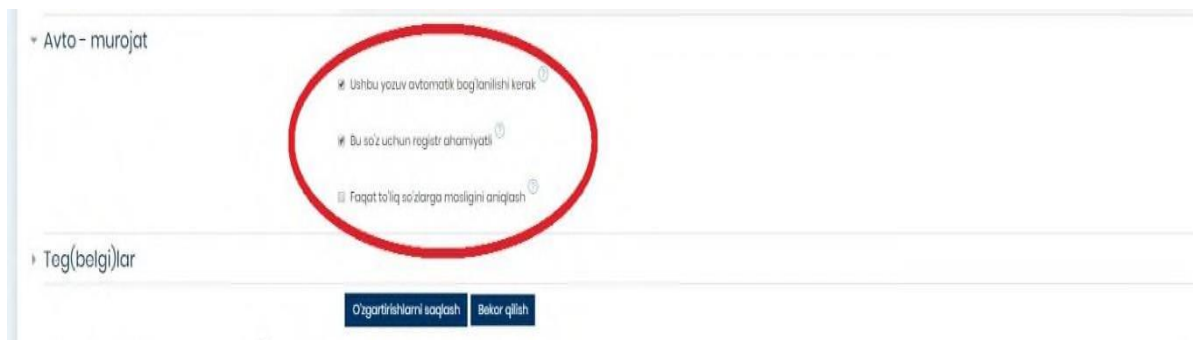 Avto - murojat
Ushbu yozuv avtomatik bog'lanilishi kerak
Bu so'z uchun registr ahamiyatli
Faqat to'liq so'zlarga mosligini aniqlash
Teg(belgi)lar
O'zgartirishlarni saqlash Bekor qilish